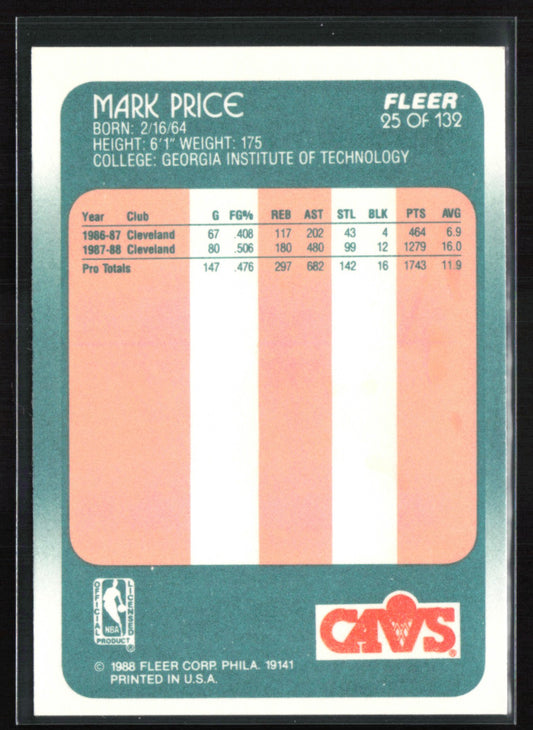 MARK PRICE
FLEER
BORN: 2/16/64
25 OF 132
HEIGHT: 6'1" WEIGHT: 175
COLLEGE: GEORGIA INSTITUTE OF TECHNOLOGY
Year Club G FG% REB AST STL BLK PTS AVG
1986-87 Cleveland 67 .408 117 202 43 4 464 6.9
1987-88 Cleveland 80 .506 180 480 99 12 1279 16.0
Pro Totals 147 .476 297 682 142 16 1743 11.9
OFFICIAL
LICENSED
NBA
PRODUCT ®
CAVS ®
© 1988 FLEER CORP. PHILA. 19141
PRINTED IN U.S.A.